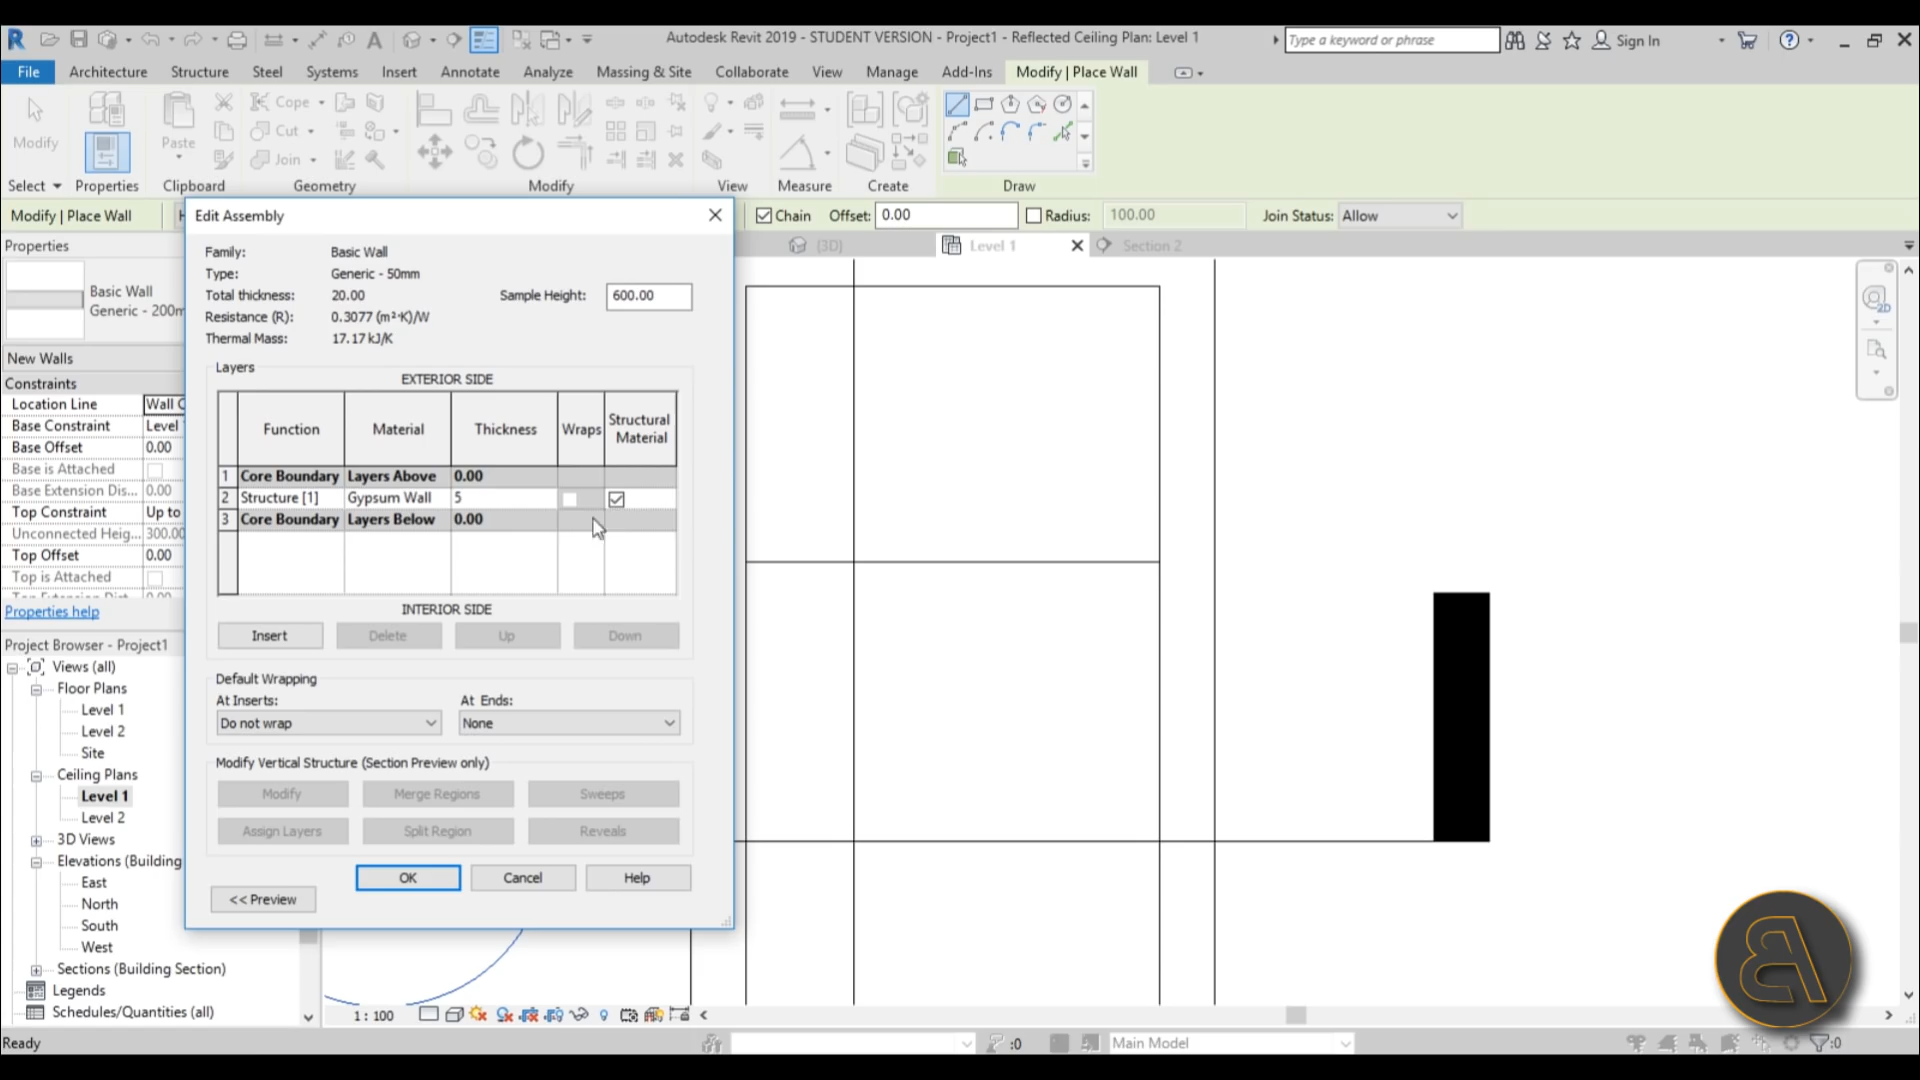 Autodesk Revit 2019 - STUDENT VERSION - Project1 - Reflected Ceiling Plan: Level 1
Type a keyword or phrase
Sign In
File Architecture Structure Steel Systems Insert Annotate Analyze Massing & Site Collaborate View Manage Add-Ins Modify | Place Wall
Modify
Paste
Cope
Cut
Join
Select Properties Clipboard Geometry Modify View Measure Create Draw
Modify | Place Wall
Chain Offset: 0.00 Radius: 100.00 Join Status: Allow
Properties
{3D}
Level 1
Section 2
Basic Wall
Generic - 200m
New Walls
Constraints
Location Line Wall C
Base Constraint Level
Base Offset 0.00
Base is Attached
Base Extension Dis... 0.00
Top Constraint Up to
Unconnected Heig... 300.00
Top Offset 0.00
Top is Attached
Properties help
Project Browser - Project1
Views (all)
Floor Plans
Level 1
Level 2
Site
Ceiling Plans
Level 1
Level 2
3D Views
Elevations (Building
East
North
South
West
Sections (Building Section)
Legends
Schedules/Quantities (all)
Edit Assembly
Family: Basic Wall
Type: Generic - 50mm
Total thickness: 20.00 Sample Height: 600.00
Resistance (R): 0.3077 (m²·K)/W
Thermal Mass: 17.17 kJ/K
Layers
EXTERIOR SIDE
Function Material Thickness Wraps Structural Material
1 Core Boundary Layers Above 0.00
2 Structure [1] Gypsum Wall 5
3 Core Boundary Layers Below 0.00
INTERIOR SIDE
Insert Delete Up Down
Default Wrapping
At Inserts: At Ends:
Do not wrap None
Modify Vertical Structure (Section Preview only)
Modify Merge Regions Sweeps
Assign Layers Split Region Reveals
OK Cancel Help
<< Preview
2D
1 : 100
Ready
:0
Main Model
:0